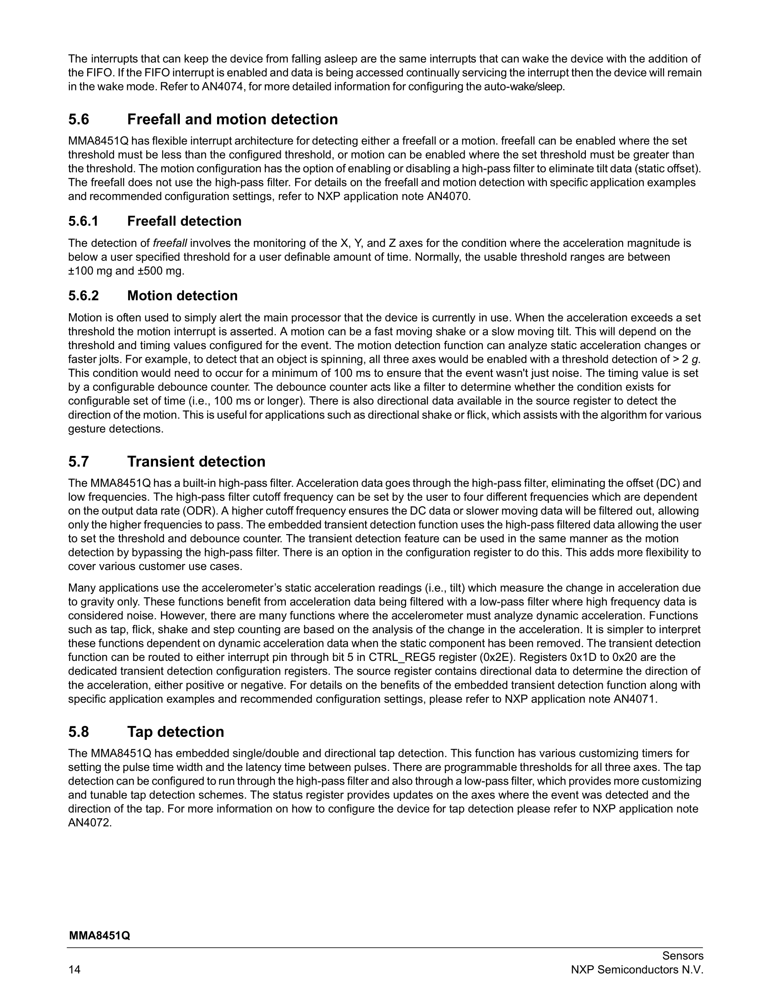 The interrupts that can keep the device from falling asleep are the same interrupts that can wake the device with the addition of
the FIFO. If the FIFO interrupt is enabled and data is being accessed continually servicing the interrupt then the device will remain
in the wake mode. Refer to AN4074, for more detailed information for configuring the auto-wake/sleep.
5.6 Freefall and motion detection
MMA8451Q has flexible interrupt architecture for detecting either a freefall or a motion. freefall can be enabled where the set
threshold must be less than the configured threshold, or motion can be enabled where the set threshold must be greater than
the threshold. The motion configuration has the option of enabling or disabling a high-pass filter to eliminate tilt data (static offset).
The freefall does not use the high-pass filter. For details on the freefall and motion detection with specific application examples
and recommended configuration settings, refer to NXP application note AN4070.
5.6.1 Freefall detection
The detection of freefall involves the monitoring of the X, Y, and Z axes for the condition where the acceleration magnitude is
below a user specified threshold for a user definable amount of time. Normally, the usable threshold ranges are between
±100 mg and ±500 mg.
5.6.2 Motion detection
Motion is often used to simply alert the main processor that the device is currently in use. When the acceleration exceeds a set
threshold the motion interrupt is asserted. A motion can be a fast moving shake or a slow moving tilt. This will depend on the
threshold and timing values configured for the event. The motion detection function can analyze static acceleration changes or
faster jolts. For example, to detect that an object is spinning, all three axes would be enabled with a threshold detection of > 2 g.
This condition would need to occur for a minimum of 100 ms to ensure that the event wasn't just noise. The timing value is set
by a configurable debounce counter. The debounce counter acts like a filter to determine whether the condition exists for
configurable set of time (i.e., 100 ms or longer). There is also directional data available in the source register to detect the
direction of the motion. This is useful for applications such as directional shake or flick, which assists with the algorithm for various
gesture detections.
5.7 Transient detection
The MMA8451Q has a built-in high-pass filter. Acceleration data goes through the high-pass filter, eliminating the offset (DC) and
low frequencies. The high-pass filter cutoff frequency can be set by the user to four different frequencies which are dependent
on the output data rate (ODR). A higher cutoff frequency ensures the DC data or slower moving data will be filtered out, allowing
only the higher frequencies to pass. The embedded transient detection function uses the high-pass filtered data allowing the user
to set the threshold and debounce counter. The transient detection feature can be used in the same manner as the motion
detection by bypassing the high-pass filter. There is an option in the configuration register to do this. This adds more flexibility to
cover various customer use cases.
Many applications use the accelerometer’s static acceleration readings (i.e., tilt) which measure the change in acceleration due
to gravity only. These functions benefit from acceleration data being filtered with a low-pass filter where high frequency data is
considered noise. However, there are many functions where the accelerometer must analyze dynamic acceleration. Functions
such as tap, flick, shake and step counting are based on the analysis of the change in the acceleration. It is simpler to interpret
these functions dependent on dynamic acceleration data when the static component has been removed. The transient detection
function can be routed to either interrupt pin through bit 5 in CTRL_REG5 register (0x2E). Registers 0x1D to 0x20 are the
dedicated transient detection configuration registers. The source register contains directional data to determine the direction of
the acceleration, either positive or negative. For details on the benefits of the embedded transient detection function along with
specific application examples and recommended configuration settings, please refer to NXP application note AN4071.
5.8 Tap detection
The MMA8451Q has embedded single/double and directional tap detection. This function has various customizing timers for
setting the pulse time width and the latency time between pulses. There are programmable thresholds for all three axes. The tap
detection can be configured to run through the high-pass filter and also through a low-pass filter, which provides more customizing
and tunable tap detection schemes. The status register provides updates on the axes where the event was detected and the
direction of the tap. For more information on how to configure the device for tap detection please refer to NXP application note
AN4072.
MMA8451Q
Sensors
14 NXP Semiconductors N.V.